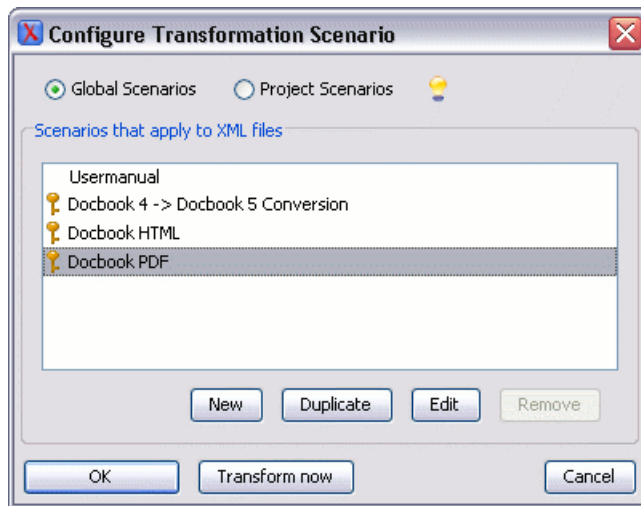 Configure Transformation Scenario
Global Scenarios Project Scenarios
Scenarios that apply to XML files
Usermanual
Docbook 4 -> Docbook 5 Conversion
Docbook HTML
Docbook PDF
New Duplicate Edit Remove
OK Transform now Cancel